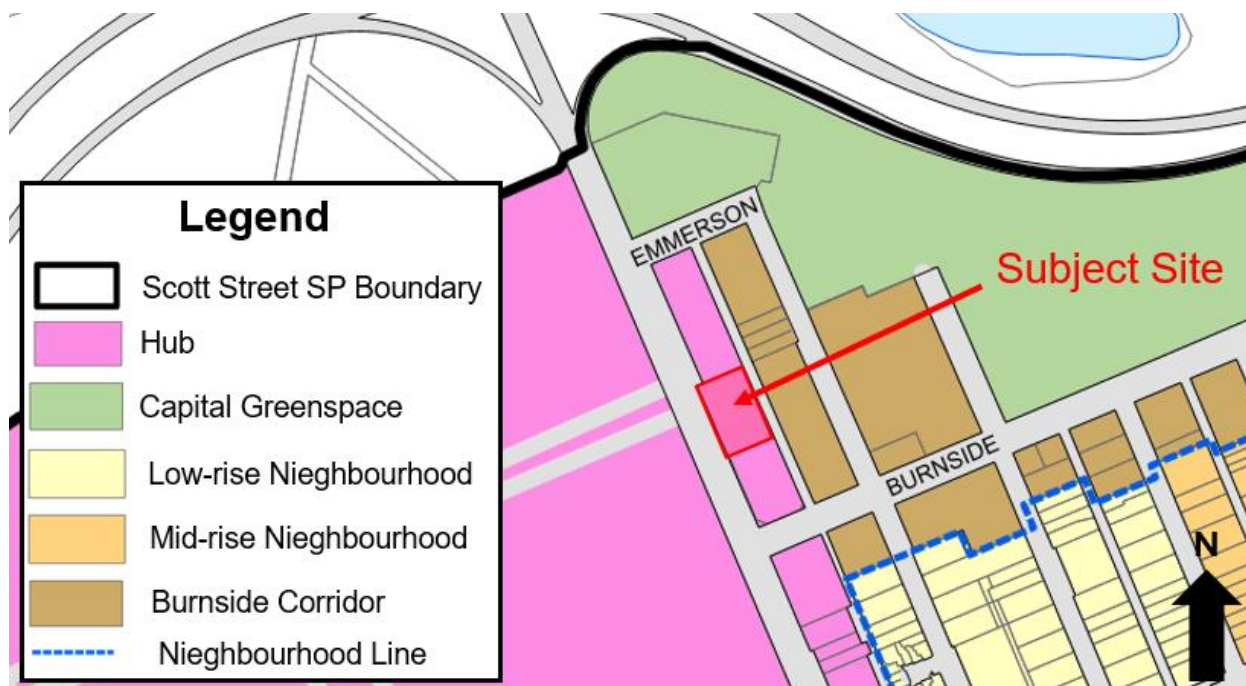 Legend
Scott Street SP Boundary
Hub
Capital Greenspace
Low-rise Nieghbourhood
Mid-rise Nieghbourhood
Burnside Corridor
Nieghbourhood Line
EMMERSON
Subject Site
BURNSIDE
N